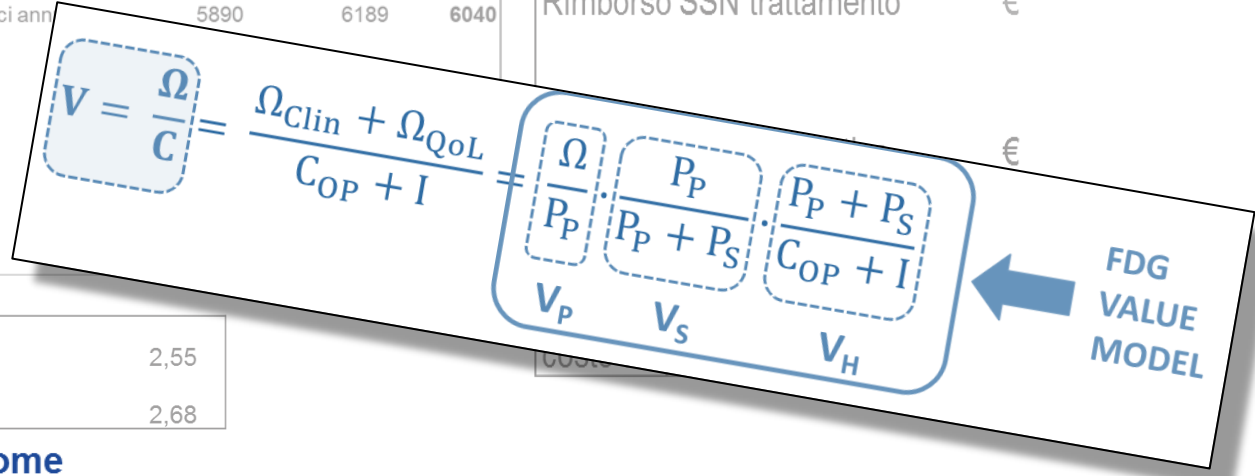 5890 6189 6040
Rimborso SSN trattamento €
€
V = Ω/C = (Ω_Clin + Ω_QoL)/(C_OP + I) = Ω/P_P · P_P/(P_P + P_S) · (P_P + P_S)/(C_OP + I)
V_P V_S V_H
FDG
VALUE
MODEL
2,55
2,68